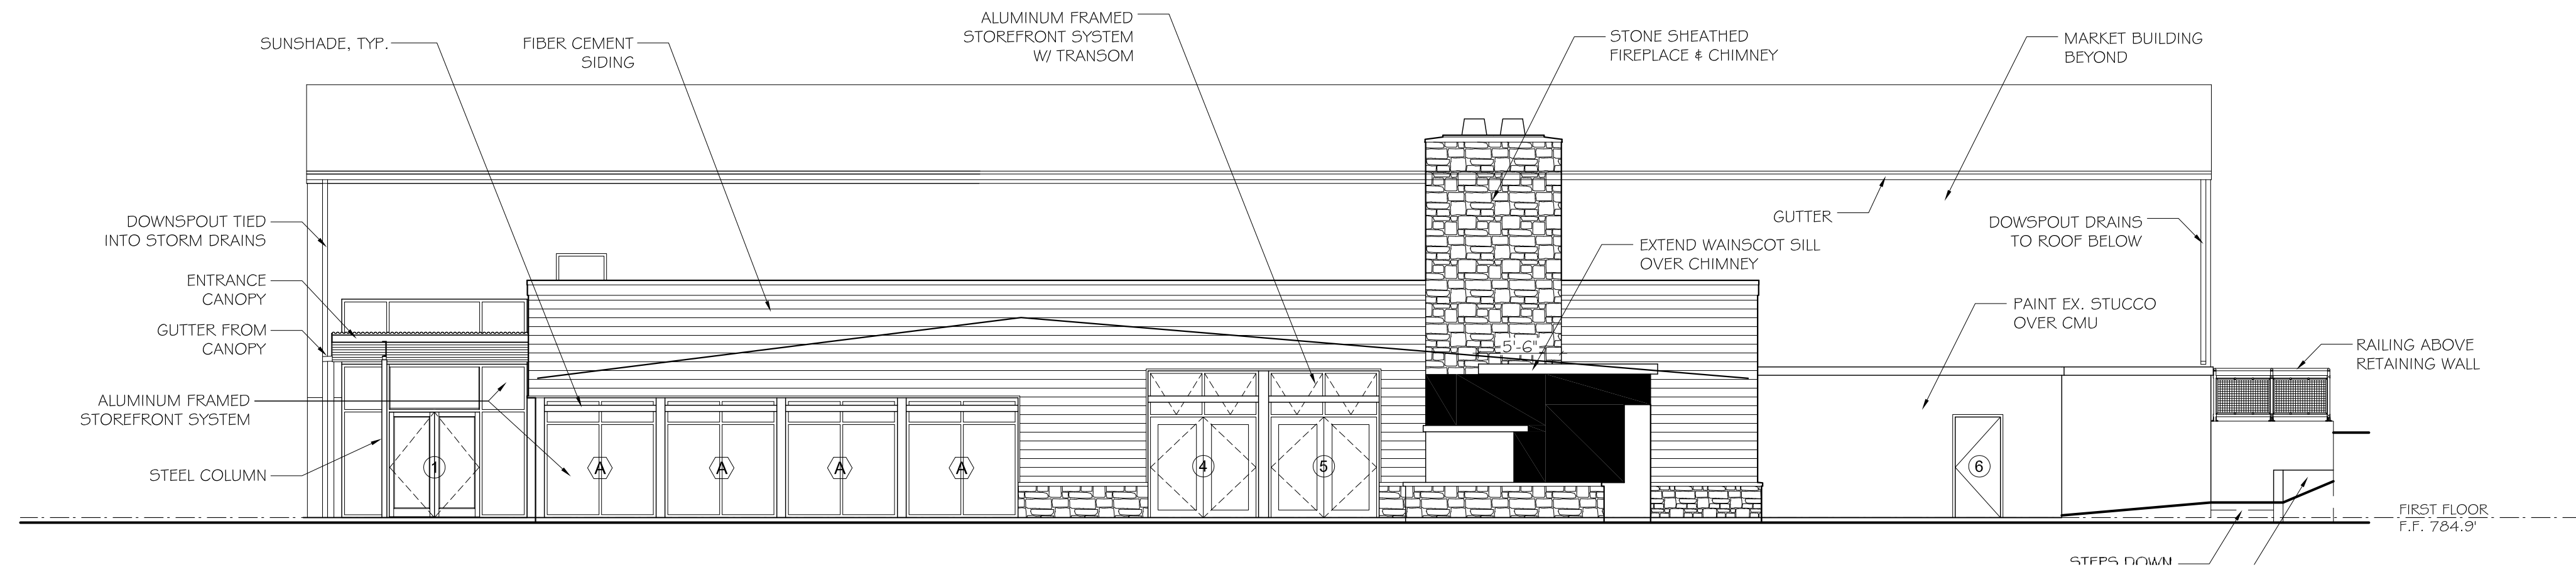 SUNSHADE, TYP.
FIBER CEMENT
SIDING
ALUMINUM FRAMED
STOREFRONT SYSTEM
W/ TRANSOM
STONE SHEATHED
FIREPLACE & CHIMNEY
MARKET BUILDING
BEYOND
DOWNSPOUT TIED
INTO STORM DRAINS
ENTRANCE
CANOPY
GUTTER FROM
CANOPY
ALUMINUM FRAMED
STOREFRONT SYSTEM
STEEL COLUMN
GUTTER
DOWSPOUT DRAINS
TO ROOF BELOW
EXTEND WAINSCOT SILL
OVER CHIMNEY
PAINT EX. STUCCO
OVER CMU
RAILING ABOVE
RETAINING WALL
5'-6"
1
A
A
A
A
4
5
6
FIRST FLOOR
F.F. 784.9'
STEPS DOWN